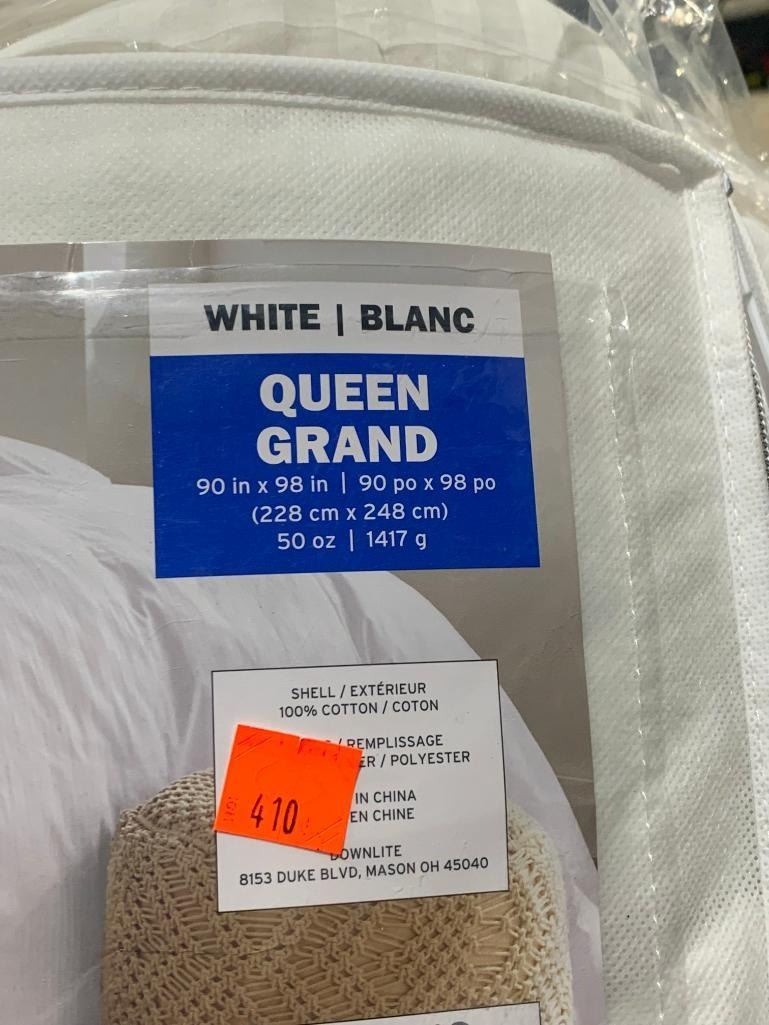 WHITE | BLANC
QUEEN
GRAND
90 in x 98 in | 90 po x 98 po
(228 cm x 248 cm)
50 oz | 1417 g
SHELL / EXTÉRIEUR
100% COTTON / COTON
/ REMPLISSAGE
/ POLYESTER
410
IN CHINA
EN CHINE
DOWNLITE
8153 DUKE BLVD, MASON OH 45040